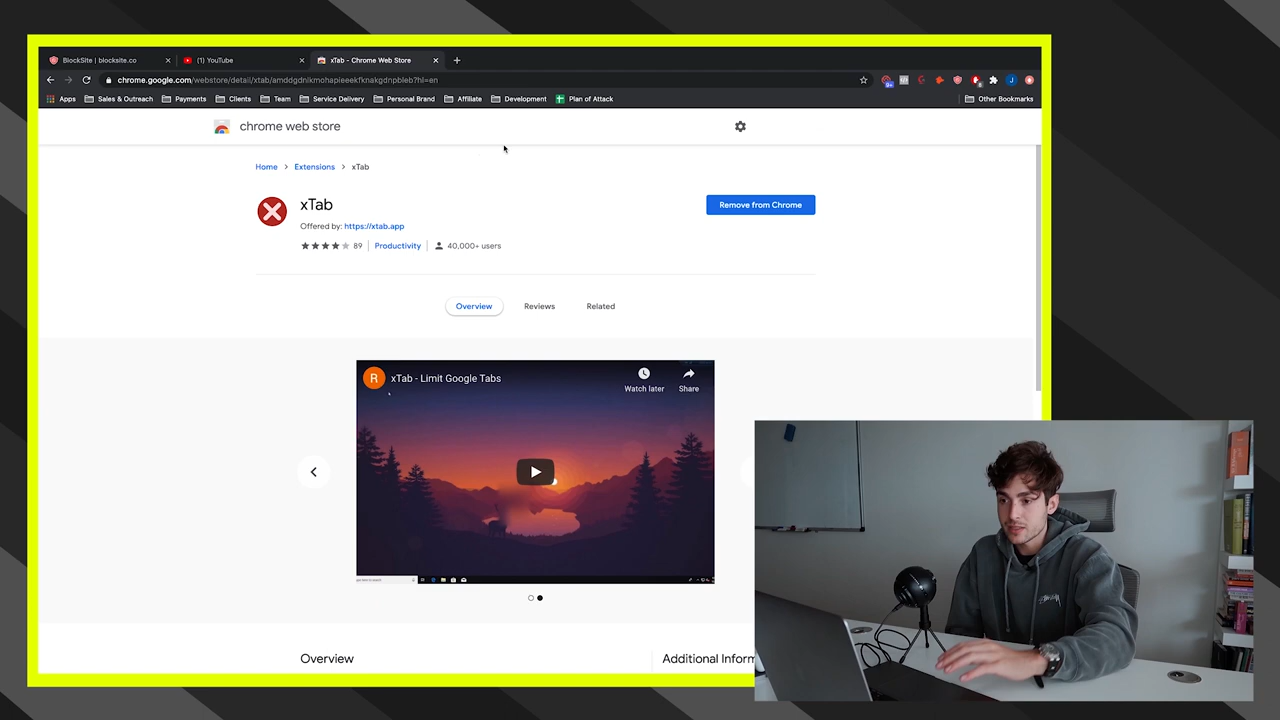 BlockSite | blocksite.co
(1) YouTube
xTab - Chrome Web Store
chrome.google.com/webstore/detail/xtab/amddgdnlkmohapieeekfknakgdnpbleb?hl=en
Apps
Sales & Outreach
Payments
Clients
Team
Service Delivery
Personal Brand
Affiliate
Development
Plan of Attack
Other Bookmarks
chrome web store
Home > Extensions > xTab
xTab
Remove from Chrome
Offered by: https://xtab.app
89 Productivity 40,000+ users
Overview Reviews Related
R xTab - Limit Google Tabs
Watch later Share
Overview Additional Inform